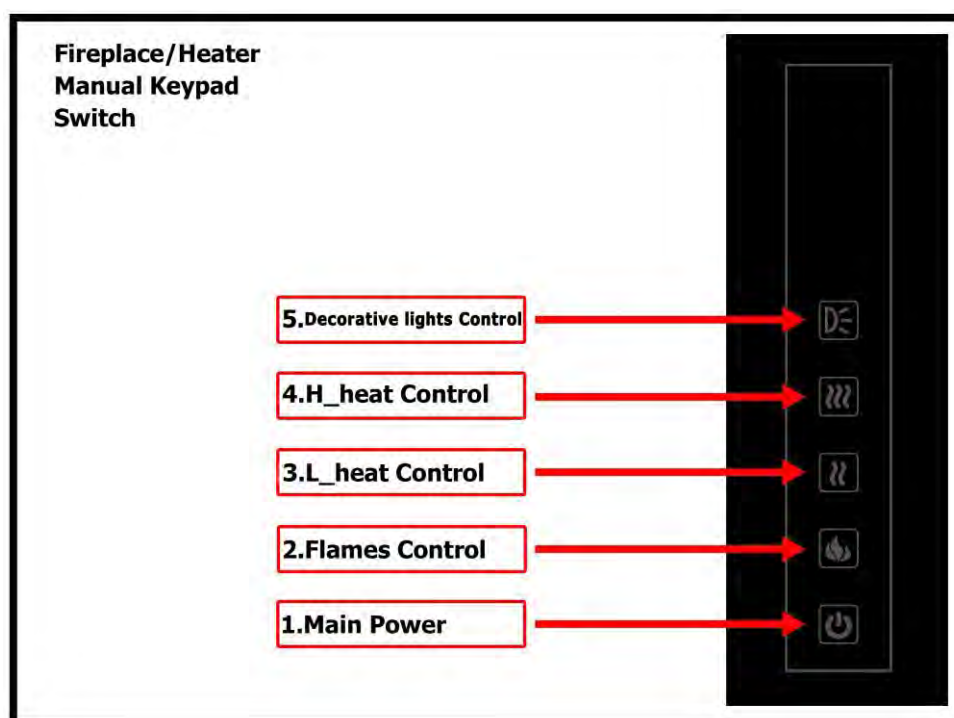 Fireplace/Heater
Manual Keypad
Switch
5.Decorative lights Control
4.H_heat Control
3.L_heat Control
2.Flames Control
1.Main Power